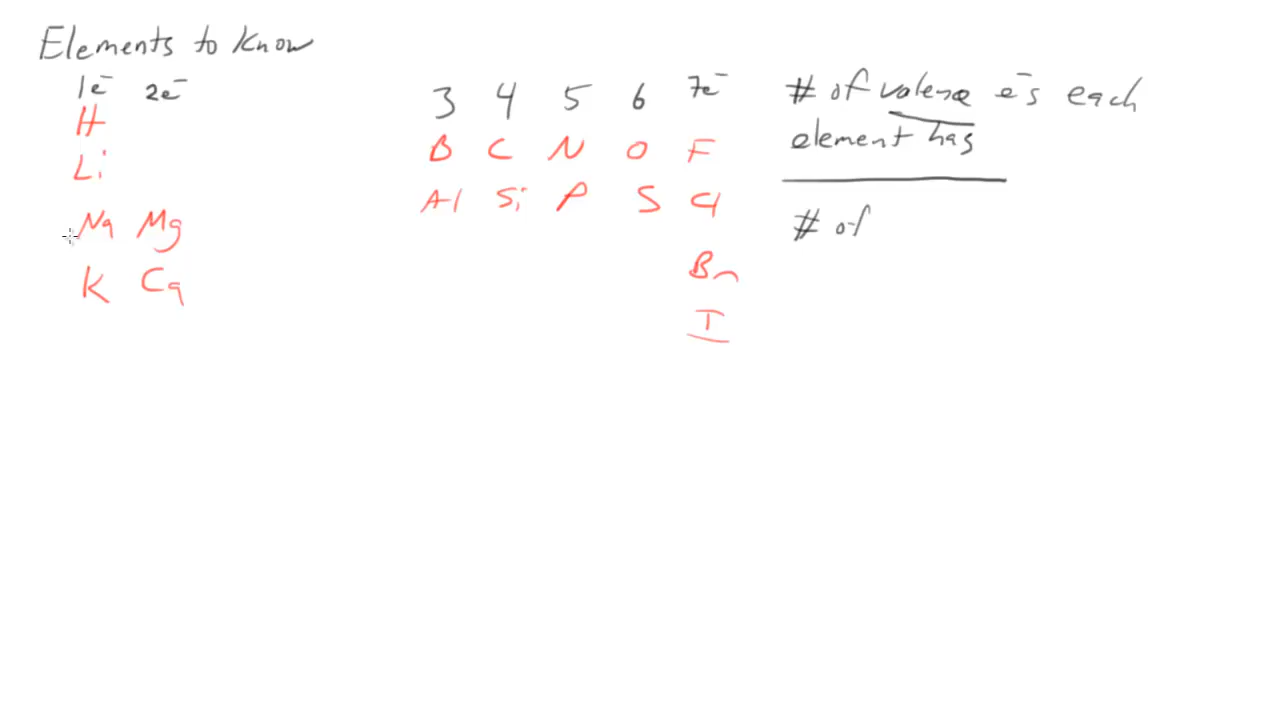 Elements to know
1e⁻ 2e⁻ 3 4 5 6 7e⁻ # of valence e⁻s each
H
element has
Li B C N O F
Al Si P S Cl
Na Mg # of
K Ca Br
I